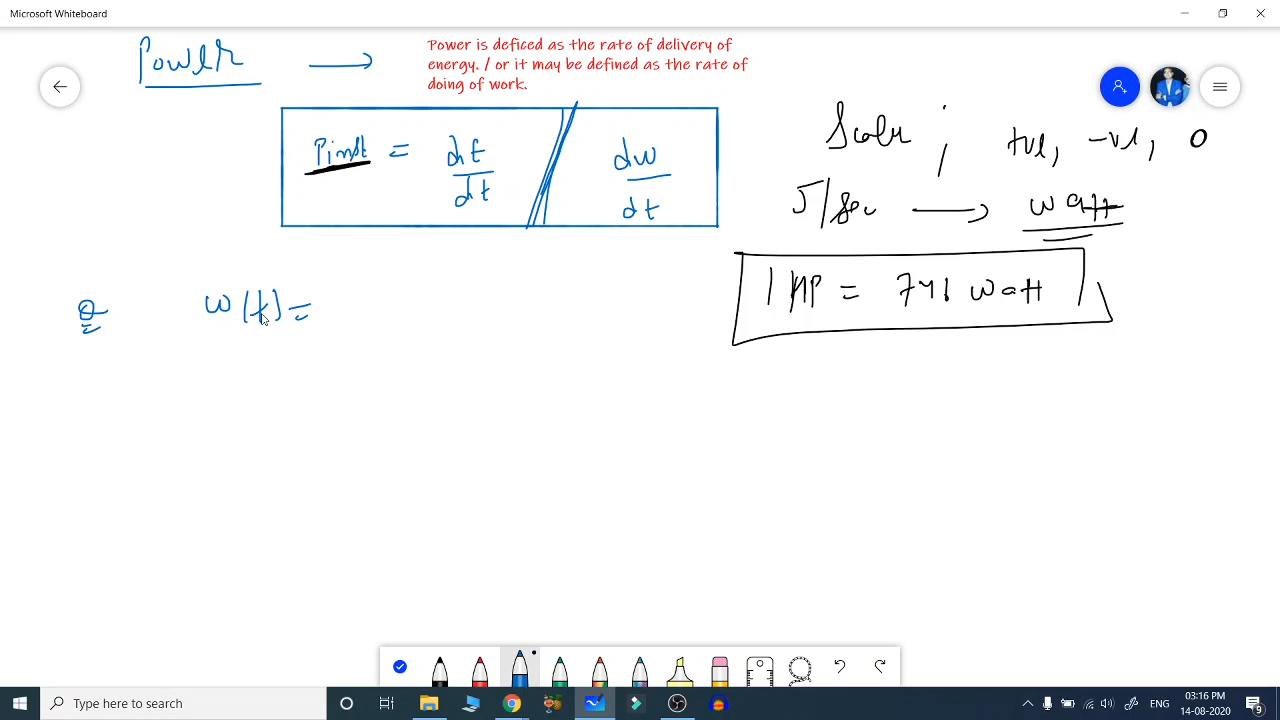 Microsoft Whiteboard
Power →
Power is deficed as the rate of delivery of
energy. / or it may be defined as the rate of
doing of work.
Pinst = dE/dt // dw/dt
Scalar ; +ve, -ve, 0
J/sec → watt
1 HP = 746 watt
Q w(t) =
Type here to search
ENG
03:16 PM
14-08-2020
9